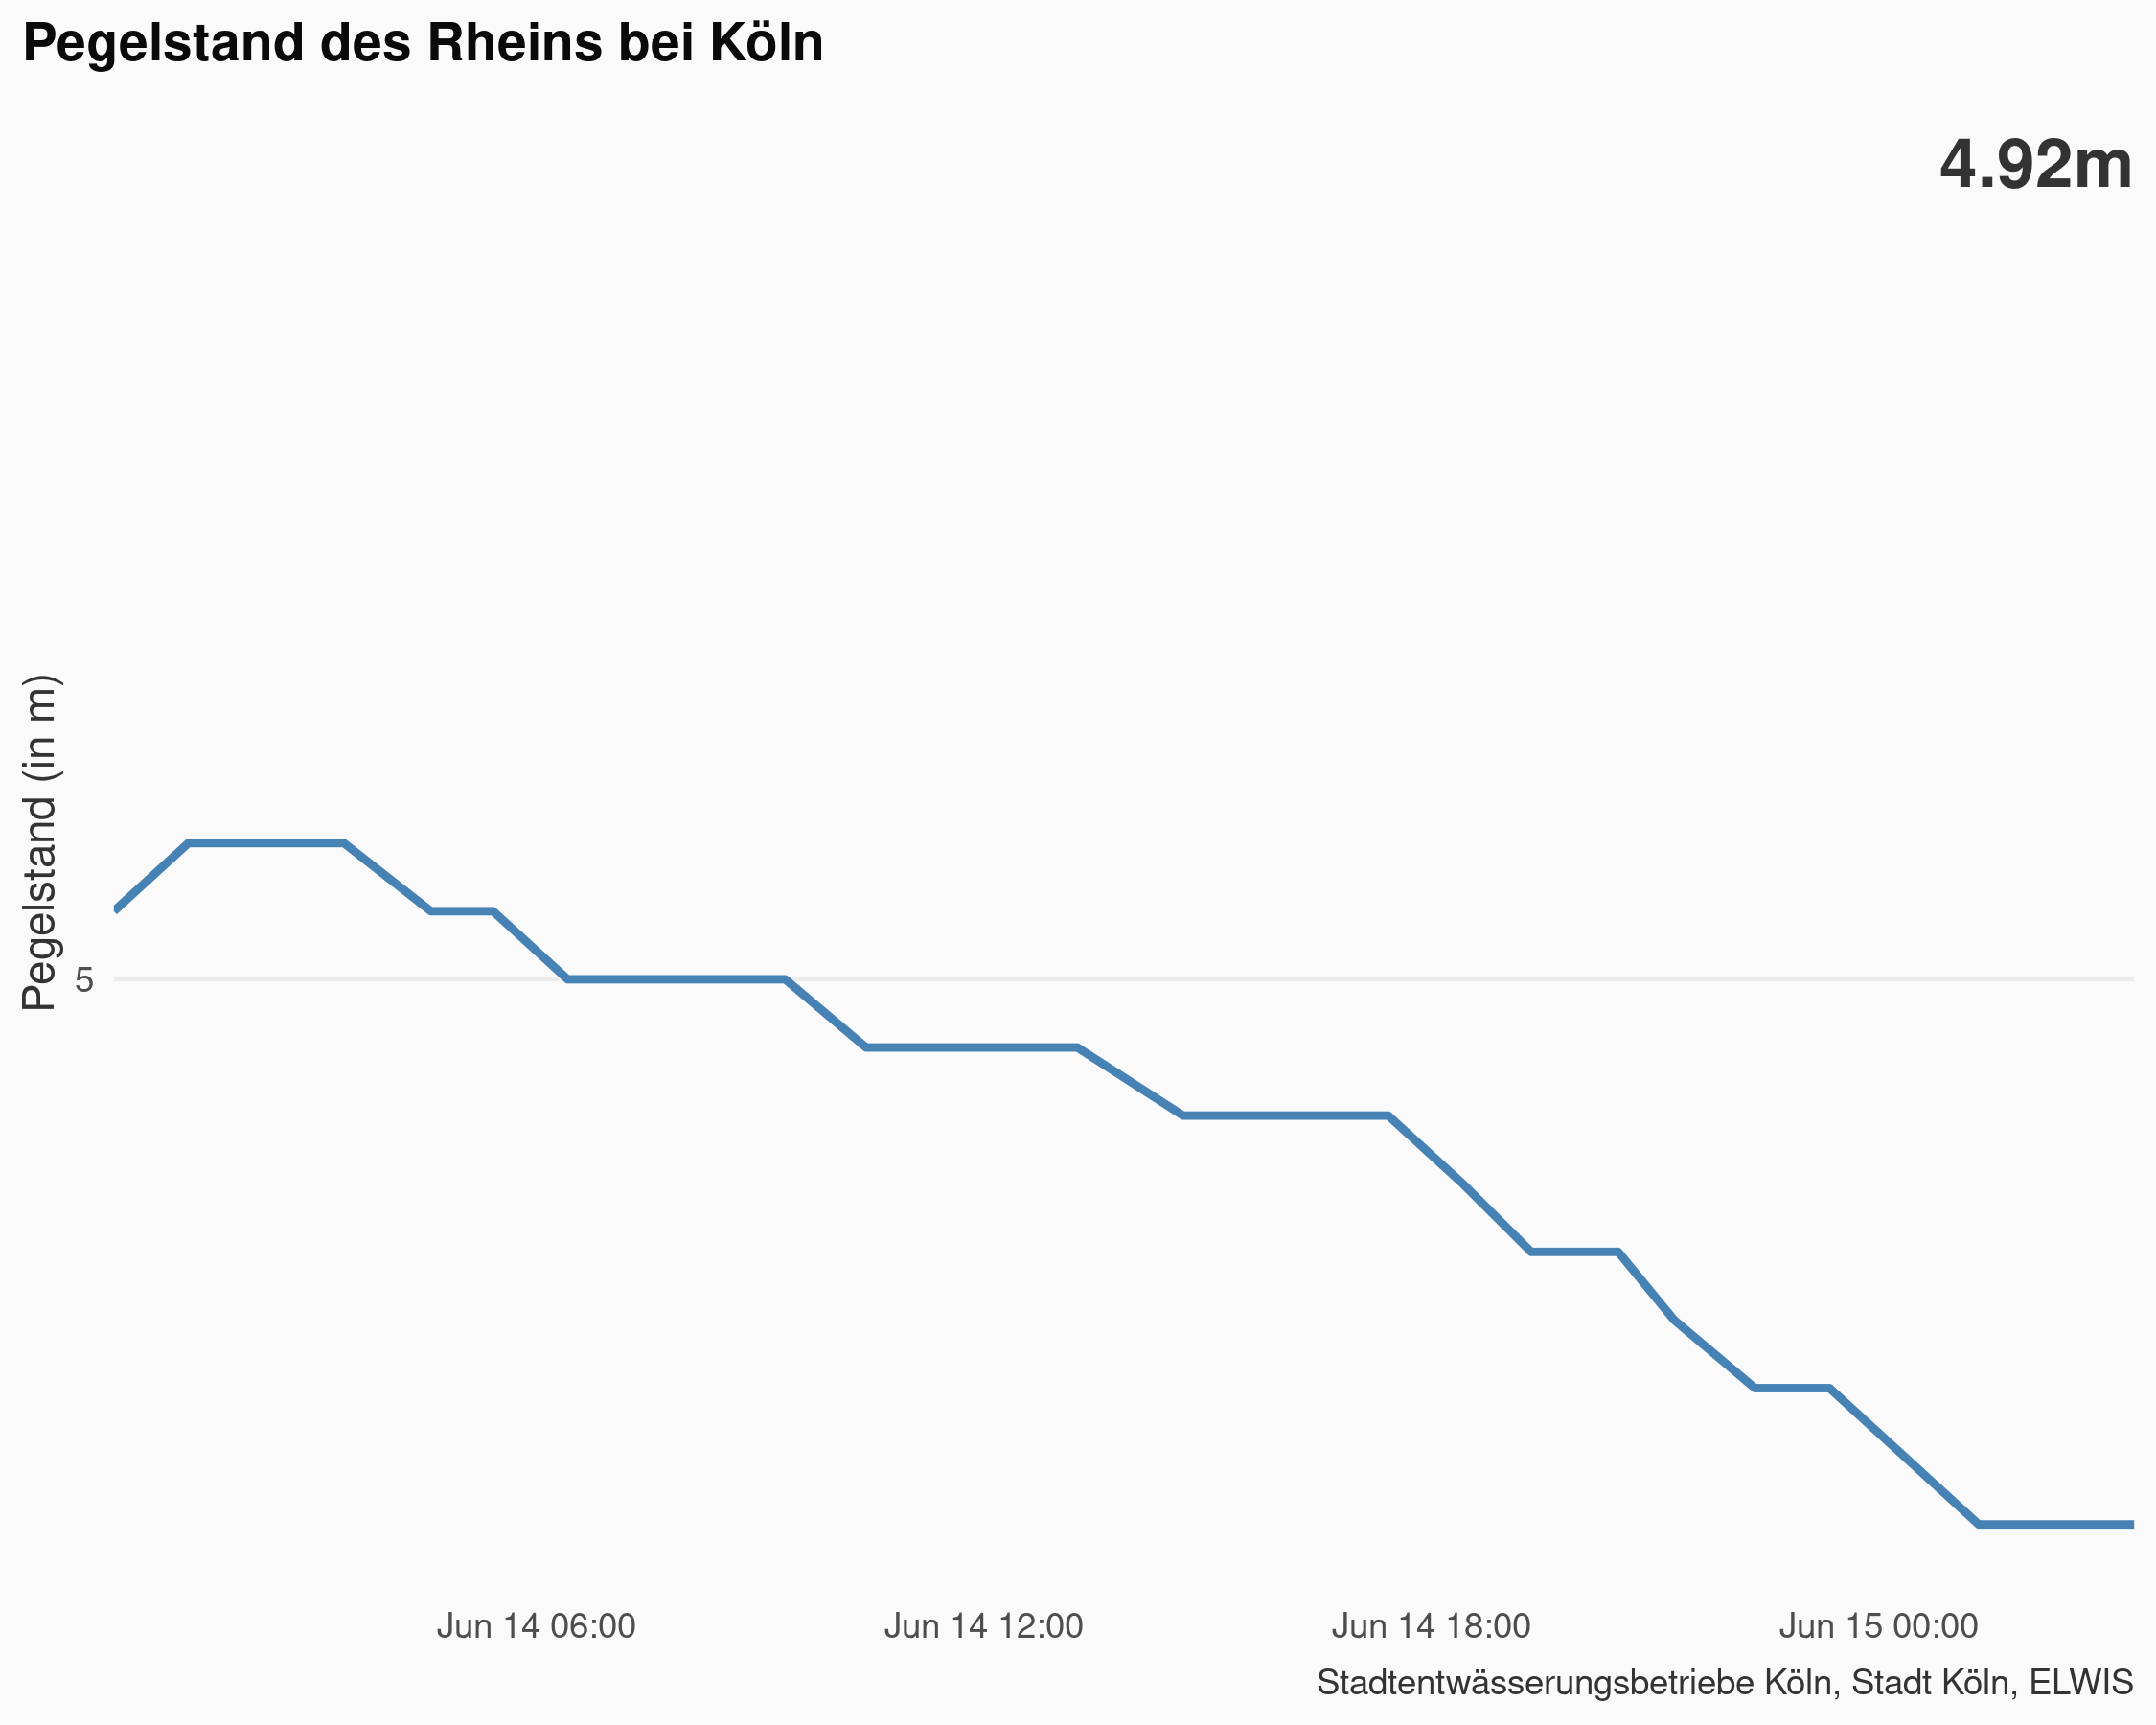 Pegelstand des Rheins bei Köln
4.92m
Pegelstand (in m)
5
Jun 14 06:00
Jun 14 12:00
Jun 14 18:00
Jun 15 00:00
Stadtentwässerungsbetriebe Köln, Stadt Köln, ELWIS